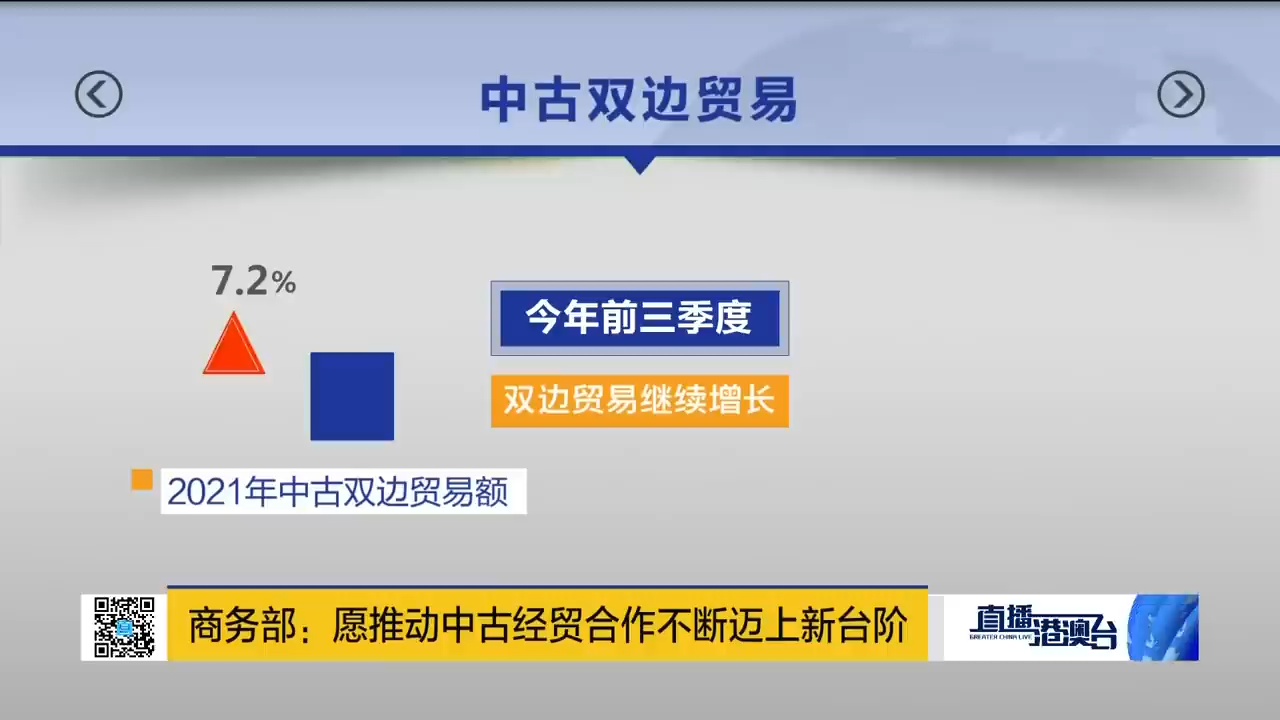 中古双边贸易
7.2%
今年前三季度
双边贸易继续增长
2021年中古双边贸易额
商务部：愿推动中古经贸合作不断迈上新台阶
直播港澳台
GREATER CHINA LIVE